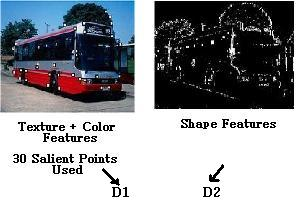 Texture + Color
Features
30 Salient Points
Used
D1
Shape Features
D2